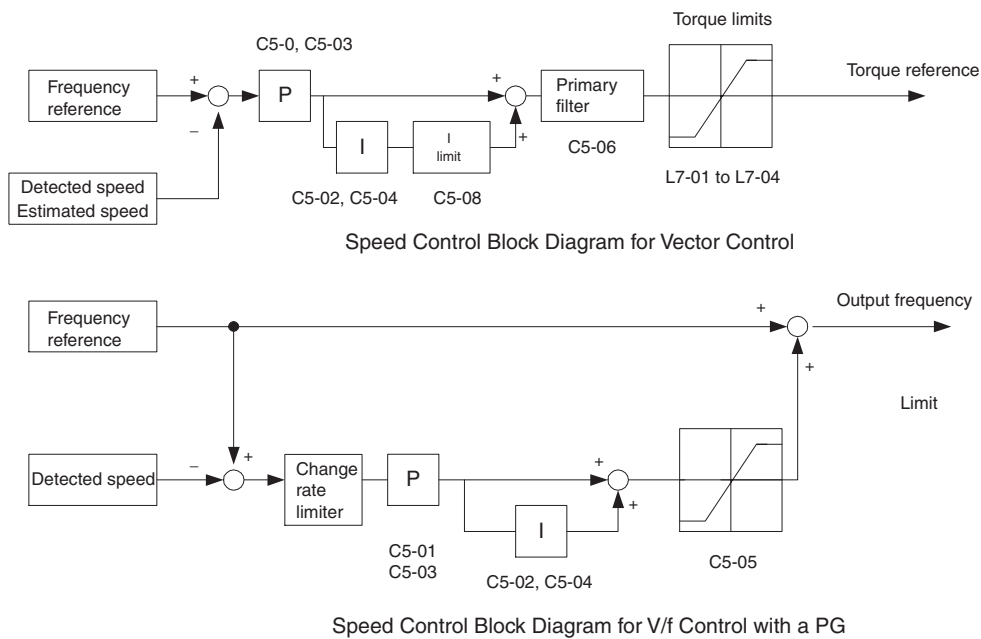 Torque limits
C5-0, C5-03
Frequency
reference
+
−
P
+
+
Primary
filter
Torque reference
I
I
limit
C5-06
Detected speed
Estimated speed
C5-02, C5-04
C5-08
L7-01 to L7-04
Speed Control Block Diagram for Vector Control
Frequency
reference
+
Output frequency
+
Limit
Detected speed
−
+
Change
rate
limiter
P
+
+
I
C5-01
C5-03
C5-02, C5-04
C5-05
Speed Control Block Diagram for V/f Control with a PG